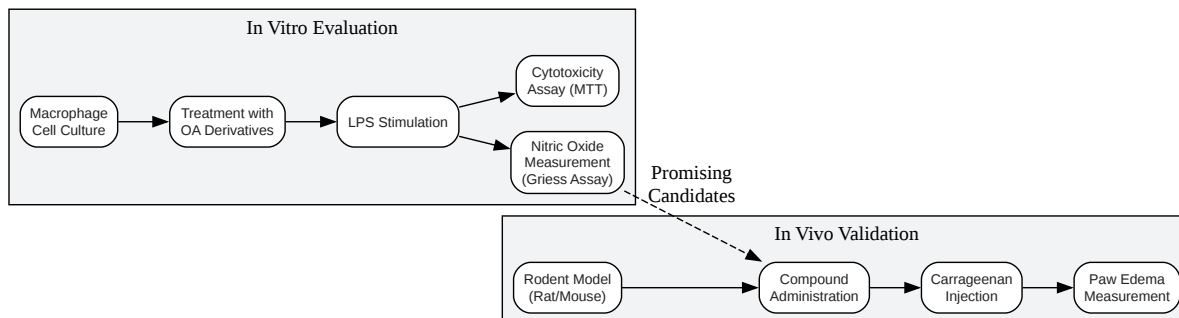 In Vitro Evaluation
Macrophage
Cell Culture
Treatment with
OA Derivatives
LPS Stimulation
Cytotoxicity
Assay (MTT)
Nitric Oxide
Measurement
(Griess Assay)
Promising
Candidates
In Vivo Validation
Rodent Model
(Rat/Mouse)
Compound
Administration
Carrageenan
Injection
Paw Edema
Measurement